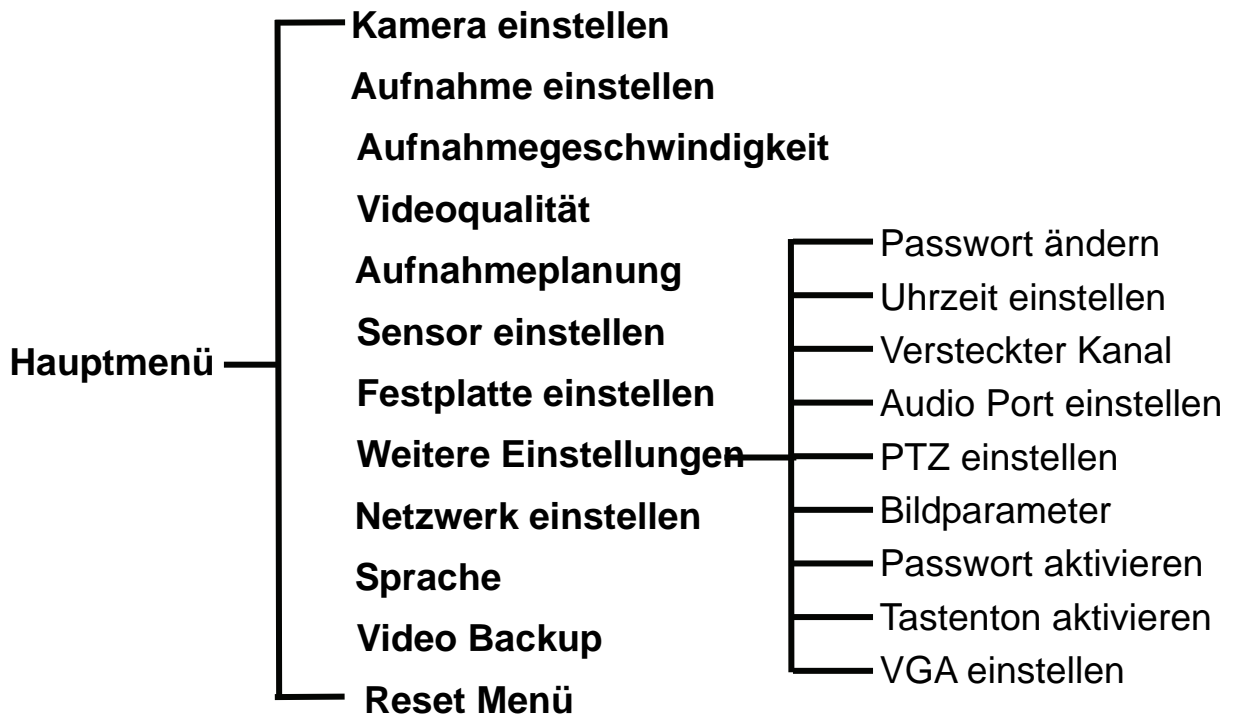 Hauptmenü
Kamera einstellen
Aufnahme einstellen
Aufnahmegeschwindigkeit
Videoqualität
Aufnahmeplanung
Sensor einstellen
Festplatte einstellen
Weitere Einstellungen
Passwort ändern
Uhrzeit einstellen
Versteckter Kanal
Audio Port einstellen
PTZ einstellen
Bildparameter
Passwort aktivieren
Tastenton aktivieren
VGA einstellen
Netzwerk einstellen
Sprache
Video Backup
Reset Menü